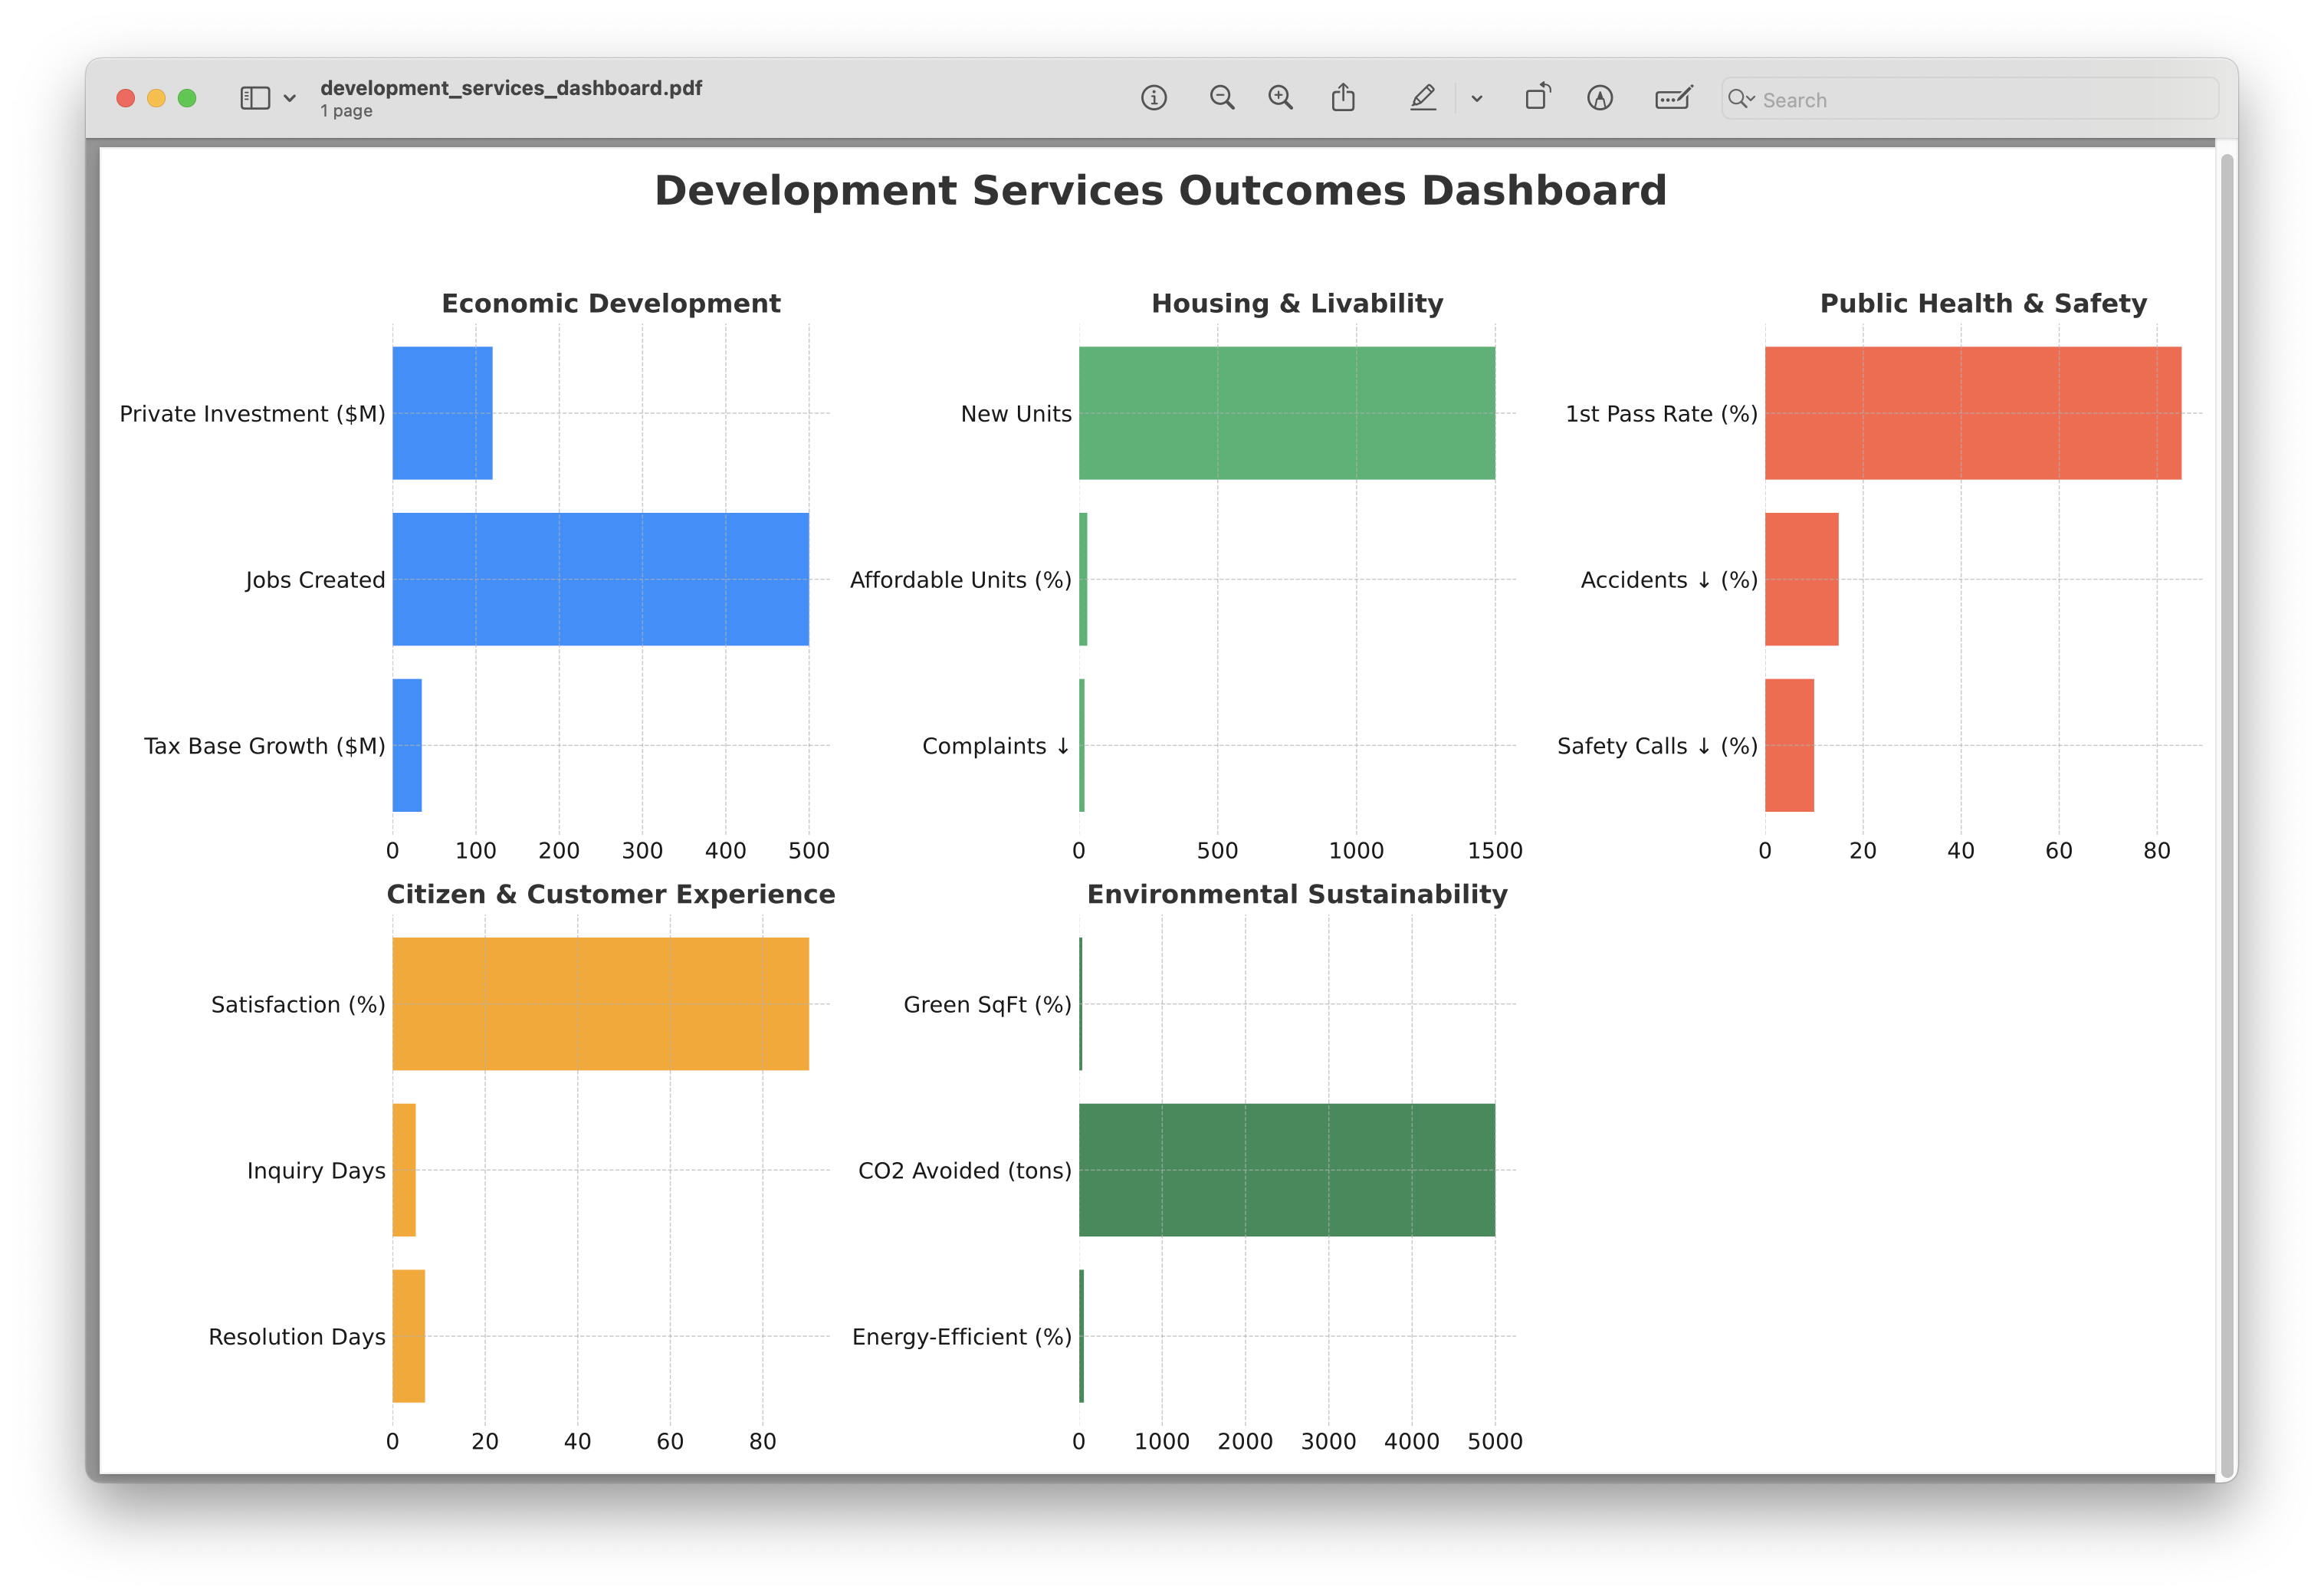 development_services_dashboard.pdf
1 page
Search
Development Services Outcomes Dashboard
Economic Development
Private Investment ($M)
Jobs Created
Tax Base Growth ($M)
0 100 200 300 400 500
Housing & Livability
New Units
Affordable Units (%)
Complaints ↓
0 500 1000 1500
Public Health & Safety
1st Pass Rate (%)
Accidents ↓ (%)
Safety Calls ↓ (%)
0 20 40 60 80
Citizen & Customer Experience
Satisfaction (%)
Inquiry Days
Resolution Days
0 20 40 60 80
Environmental Sustainability
Green SqFt (%)
CO2 Avoided (tons)
Energy-Efficient (%)
0 1000 2000 3000 4000 5000